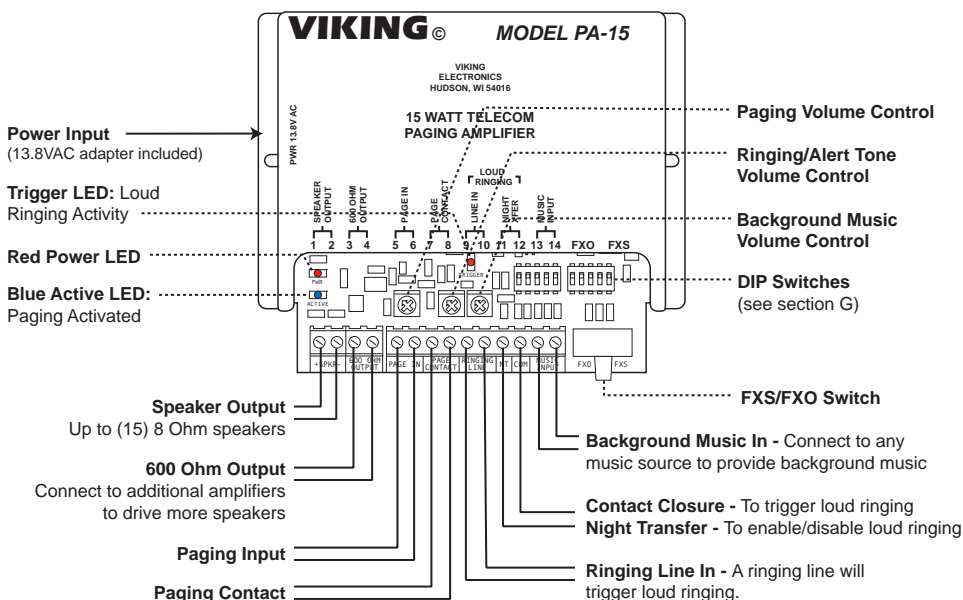 VIKING©
MODEL PA-15
VIKING
ELECTRONICS
HUDSON, WI 54016
15 WATT TELECOM
PAGING AMPLIFIER
PWR 13.8V AC
Power Input
(13.8VAC adapter included)
Trigger LED: Loud
Ringing Activity
Red Power LED
Blue Active LED:
Paging Activated
Paging Volume Control
Ringing/Alert Tone
Volume Control
Background Music
Volume Control
DIP Switches
(see section G)
FXS/FXO Switch
LOUD
RINGING
SPEAKER
OUTPUT
600 OHM
OUTPUT
PAGE IN
PAGE
CONTACT
LINE IN
NIGHT
XFER
MUSIC
INPUT
1 2 3 4 5 6 7 8 9 10 11 12 13 14 FXO FXS
PWR
ACTIVE
TRIGGER
+SPKR-
600 OHM
OUTPUT
PAGE IN
PAGE
CONTACT
RINGING
LINE
NT
COM
MUSIC
INPUT
FXO
FXS
Speaker Output
Up to (15) 8 Ohm speakers
600 Ohm Output
Connect to additional amplifiers
to drive more speakers
Paging Input
Paging Contact
Background Music In - Connect to any
music source to provide background music
Contact Closure - To trigger loud ringing
Night Transfer - To enable/disable loud ringing
Ringing Line In - A ringing line will
trigger loud ringing.